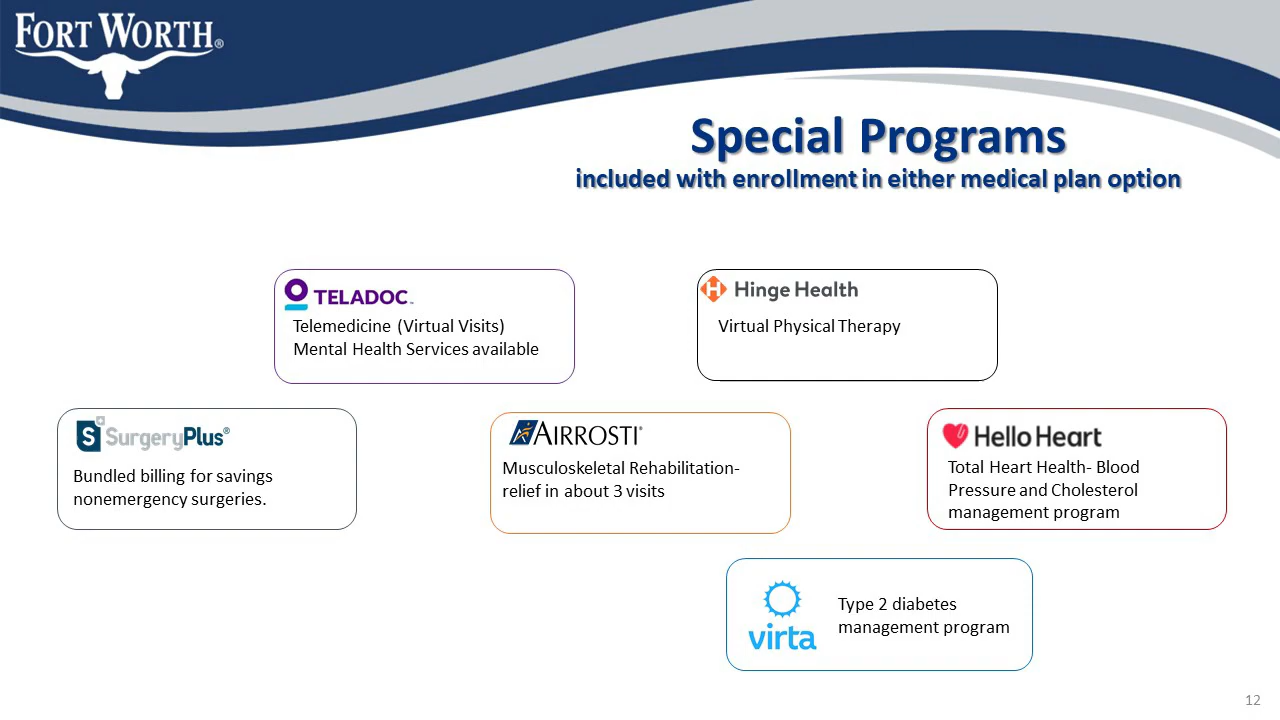 FORT WORTH®
Special Programs
included with enrollment in either medical plan option
TELADOC™
Telemedicine (Virtual Visits)
Mental Health Services available
H Hinge Health
Virtual Physical Therapy
S SurgeryPlus®
Bundled billing for savings
nonemergency surgeries.
AIRROSTI®
Musculoskeletal Rehabilitation-
relief in about 3 visits
Hello Heart
Total Heart Health- Blood
Pressure and Cholesterol
management program
virta
Type 2 diabetes
management program
12